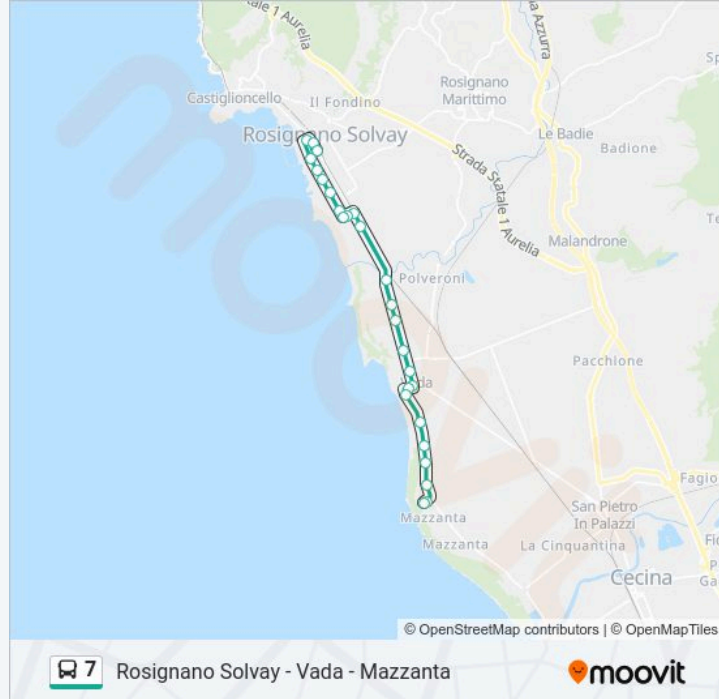 Statale 1 Aurelia
Azzurra
Rosignano
Marittimo
Castiglioncello
Il Fondino
Rosignano Solvay
Le Badie
Badione
Strada Statale 1 Aurelia
Malandrone
Polveroni
Pacchione
Vada
Fagio
San Pietro
In Palazzi
Mazzanta
Mazzanta
La Cinquantina
Cecina
© OpenStreetMap contributors | © OpenMapTiles
7 Rosignano Solvay - Vada - Mazzanta
moovit
moovit